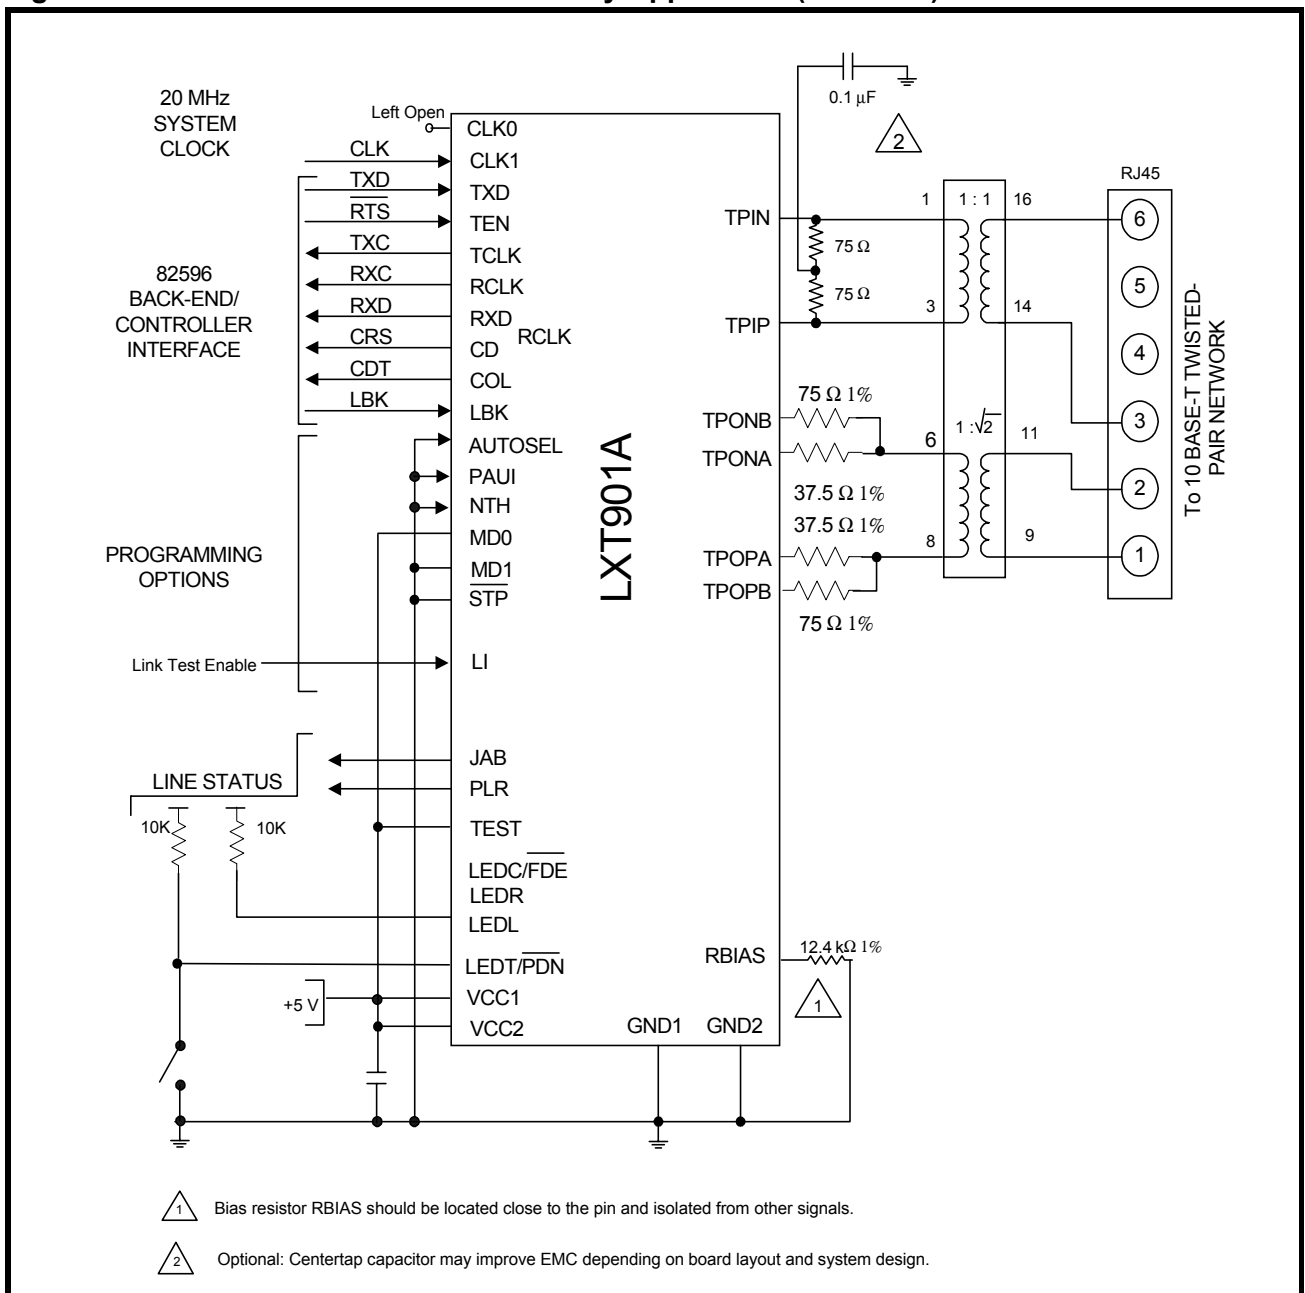 20 MHz
SYSTEM
CLOCK
Left Open
CLK
TXD
RTS
TXC
RXC
RXD
CRS
CDT
LBK
82596
BACK-END/
CONTROLLER
INTERFACE
PROGRAMMING
OPTIONS
Link Test Enable
LINE STATUS
10K
10K
+5 V
CLK0
CLK1
TXD
TEN
TCLK
RCLK
RXD
RCLK
CD
COL
LBK
AUTOSEL
PAUI
NTH
MD0
MD1
STP
LI
JAB
PLR
TEST
LEDC/FDE
LEDR
LEDL
LEDT/PDN
VCC1
VCC2
LXT901A
GND1 GND2
TPIN
TPIP
TPONB
TPONA
TPOPA
TPOPB
RBIAS
0.1 μF
2
75 Ω
75 Ω
75 Ω 1%
37.5 Ω 1%
37.5 Ω 1%
75 Ω 1%
12.4 kΩ 1%
1
1 1 : 1 16
3 14
1 :√2
6 11
8 9
RJ45
6
5
4
3
2
1
To 10 BASE-T TWISTED-
PAIR NETWORK
1 Bias resistor RBIAS should be located close to the pin and isolated from other signals.
2 Optional: Centertap capacitor may improve EMC depending on board layout and system design.